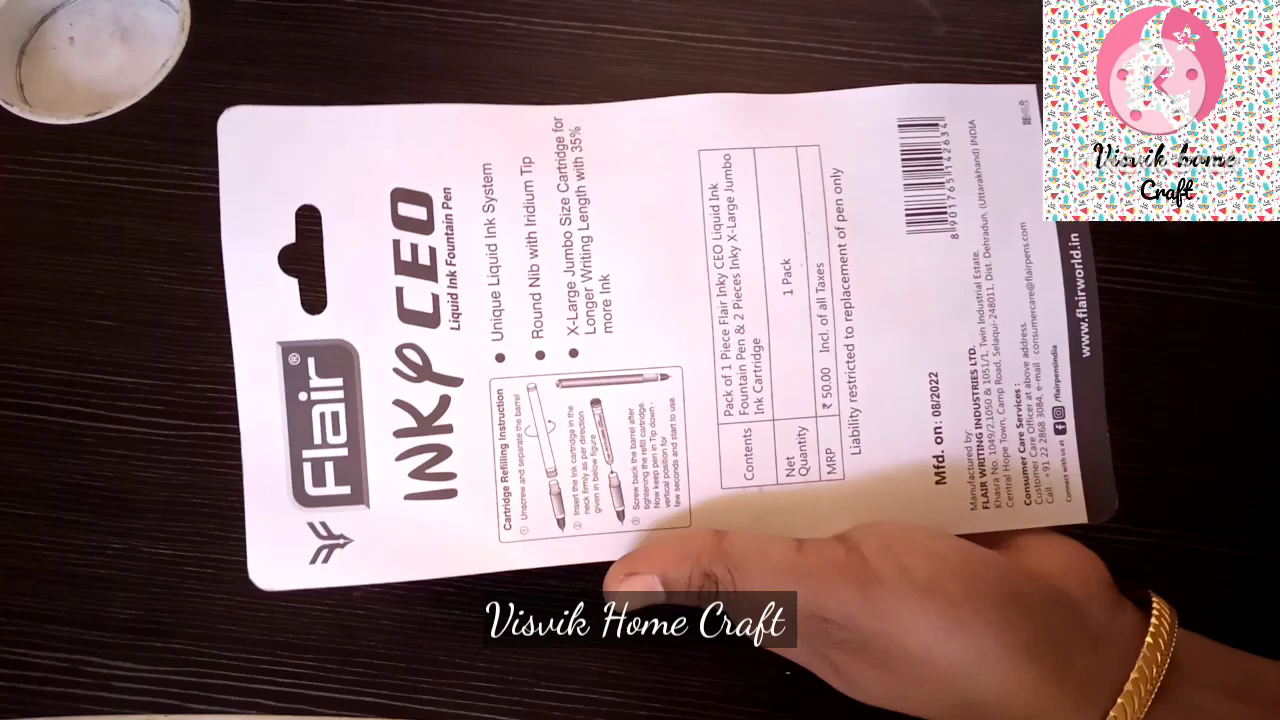 Flair®
INKY CEO
Liquid Ink Fountain Pen
Cartridge Refilling Instruction
① Unscrew and separate the barrel
② Insert the ink cartridge in the
neck firmly as per direction
given in below figure
③ Screw back the barrel after
tightening the refill cartridge.
Now keep pen in Tip down -
vertical position for
few seconds and start to use.
● Unique Liquid Ink System
● Round Nib with Iridium Tip
● X-Large Jumbo Size Cartridge for
Longer Writing Length with 35%
more Ink
Contents
Pack of 1 Piece Flair Inky CEO Liquid Ink
Fountain Pen & 2 Pieces Inky X-Large Jumbo
Ink Cartridge
Net
Quantity
1 Pack
MRP
₹ 50.00 Incl. of all Taxes
Liability restricted to replacement of pen only
Mfd. on: 08/2022
8 901765 142634
Manufactured by:
FLAIR WRITING INDUSTRIES LTD.
Khasra No. 1049/2,1050 & 1051/1, Twin Industrial Estate,
Central Hope Town, Camp Road, Selaqui-248011, Dist. Dehradun, (Uttarakhand) INDIA
Consumer Care Services :
Customer Care Officer at above address.
Call : +91 22 2868 3084, e-mail : consumercare@flairpens.com
Connect with us at /flairpensindia
www.flairworld.in
Visvik home
Craft
Visvik Home Craft